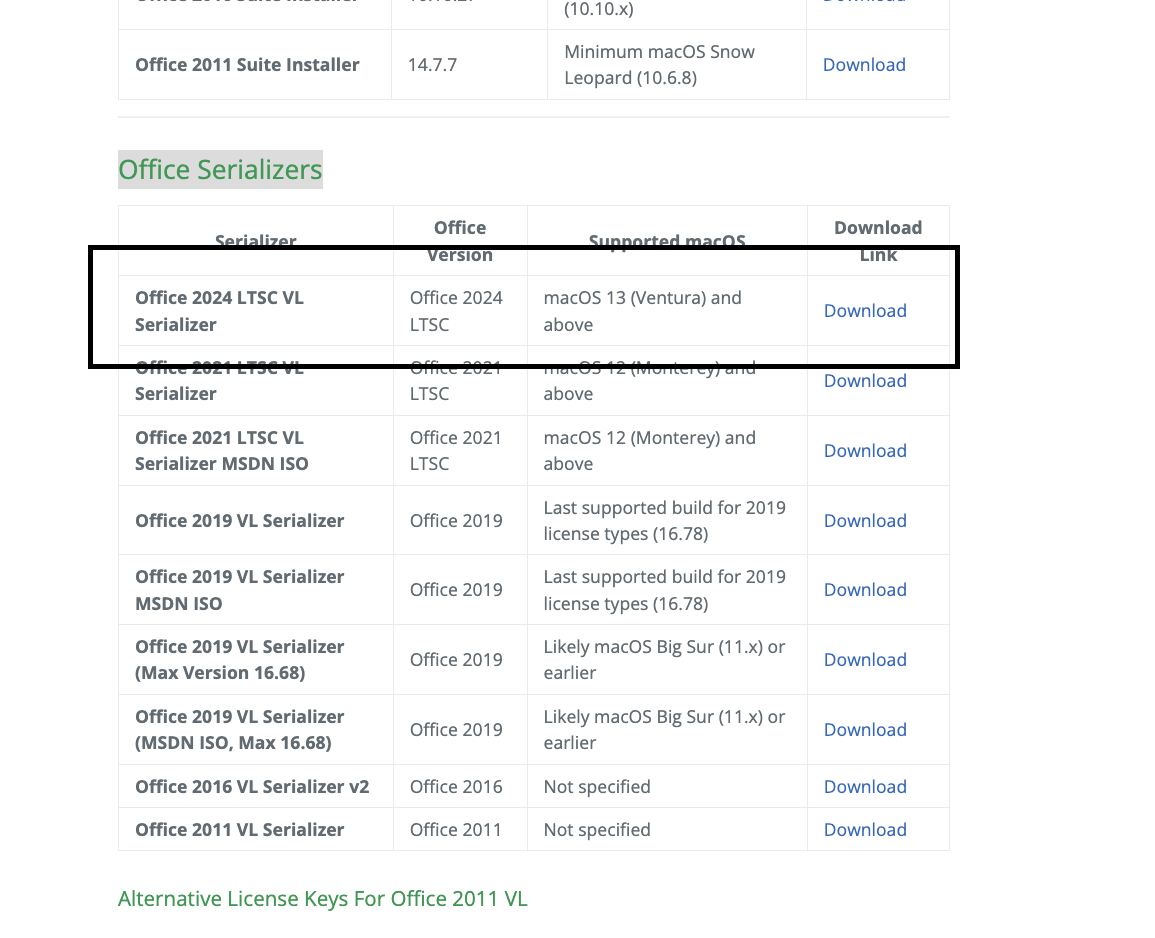 (10.10.x)
Office 2011 Suite Installer
14.7.7
Minimum macOS Snow
Leopard (10.6.8)
Download
Office Serializers
Serializer
Office
Version
Supported macOS
Download
Link
Office 2024 LTSC VL
Serializer
Office 2024
LTSC
macOS 13 (Ventura) and
above
Download
Office 2021 LTSC VL
Serializer
Office 2021
LTSC
macOS 12 (Monterey) and
above
Download
Office 2021 LTSC VL
Serializer MSDN ISO
Office 2021
LTSC
macOS 12 (Monterey) and
above
Download
Office 2019 VL Serializer
Office 2019
Last supported build for 2019
license types (16.78)
Download
Office 2019 VL Serializer
MSDN ISO
Office 2019
Last supported build for 2019
license types (16.78)
Download
Office 2019 VL Serializer
(Max Version 16.68)
Office 2019
Likely macOS Big Sur (11.x) or
earlier
Download
Office 2019 VL Serializer
(MSDN ISO, Max 16.68)
Office 2019
Likely macOS Big Sur (11.x) or
earlier
Download
Office 2016 VL Serializer v2
Office 2016
Not specified
Download
Office 2011 VL Serializer
Office 2011
Not specified
Download
Alternative License Keys For Office 2011 VL